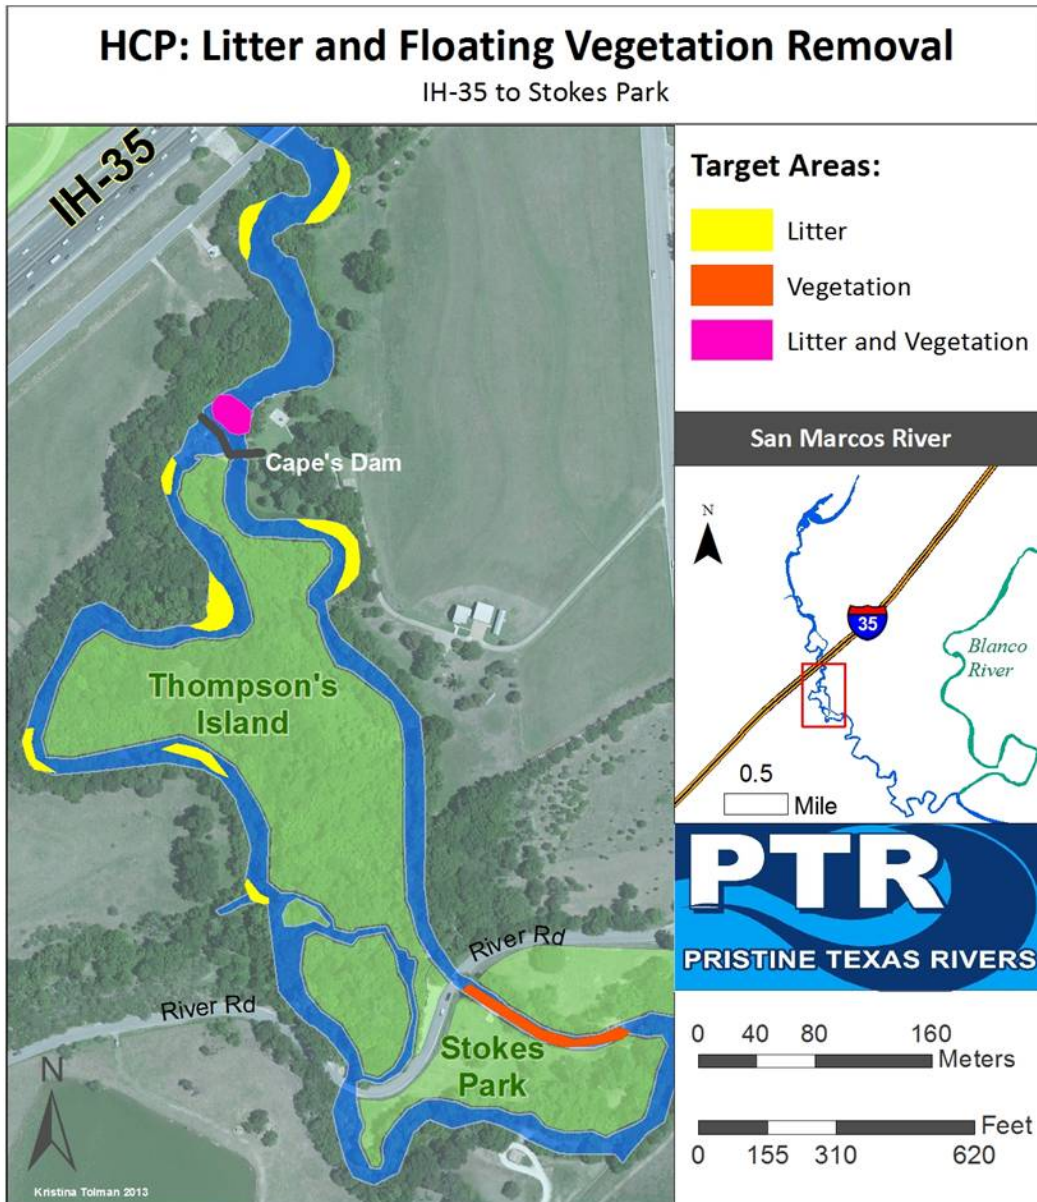 HCP: Litter and Floating Vegetation Removal
IH-35 to Stokes Park
IH-35
Cape's Dam
Thompson's
Island
River Rd
River Rd
Stokes
Park
N
Kristina Tolman 2013
Target Areas:
Litter
Vegetation
Litter and Vegetation
San Marcos River
N
35
Blanco
River
0.5
Mile
PTR
PRISTINE TEXAS RIVERS
0 40 80 160
Meters
Feet
0 155 310 620